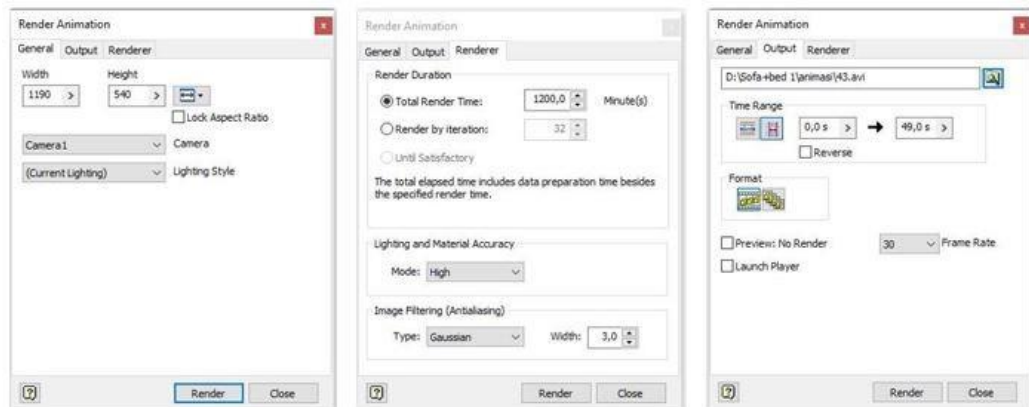 Render Animation
x
General Output Renderer
Width Height
1190 > 540 >
Lock Aspect Ratio
Camera1 Camera
(Current Lighting) Lighting Style
?
Render Close
Render Animation
x
General Output Renderer
Render Duration
Total Render Time: 1200,0 Minute(s)
Render by iteration: 32
Until Satisfactory
The total elapsed time includes data preparation time besides
the specified render time.
Lighting and Material Accuracy
Mode: High
Image Filtering (Antialiasing)
Type: Gaussian Width: 3,0
?
Render Close
Render Animation
x
General Output Renderer
D:\Sofa+bed 1\animasi\43.avi
Time Range
0,0 s > 49,0 s >
Reverse
Format
Preview: No Render 30 Frame Rate
Launch Player
?
Render Close